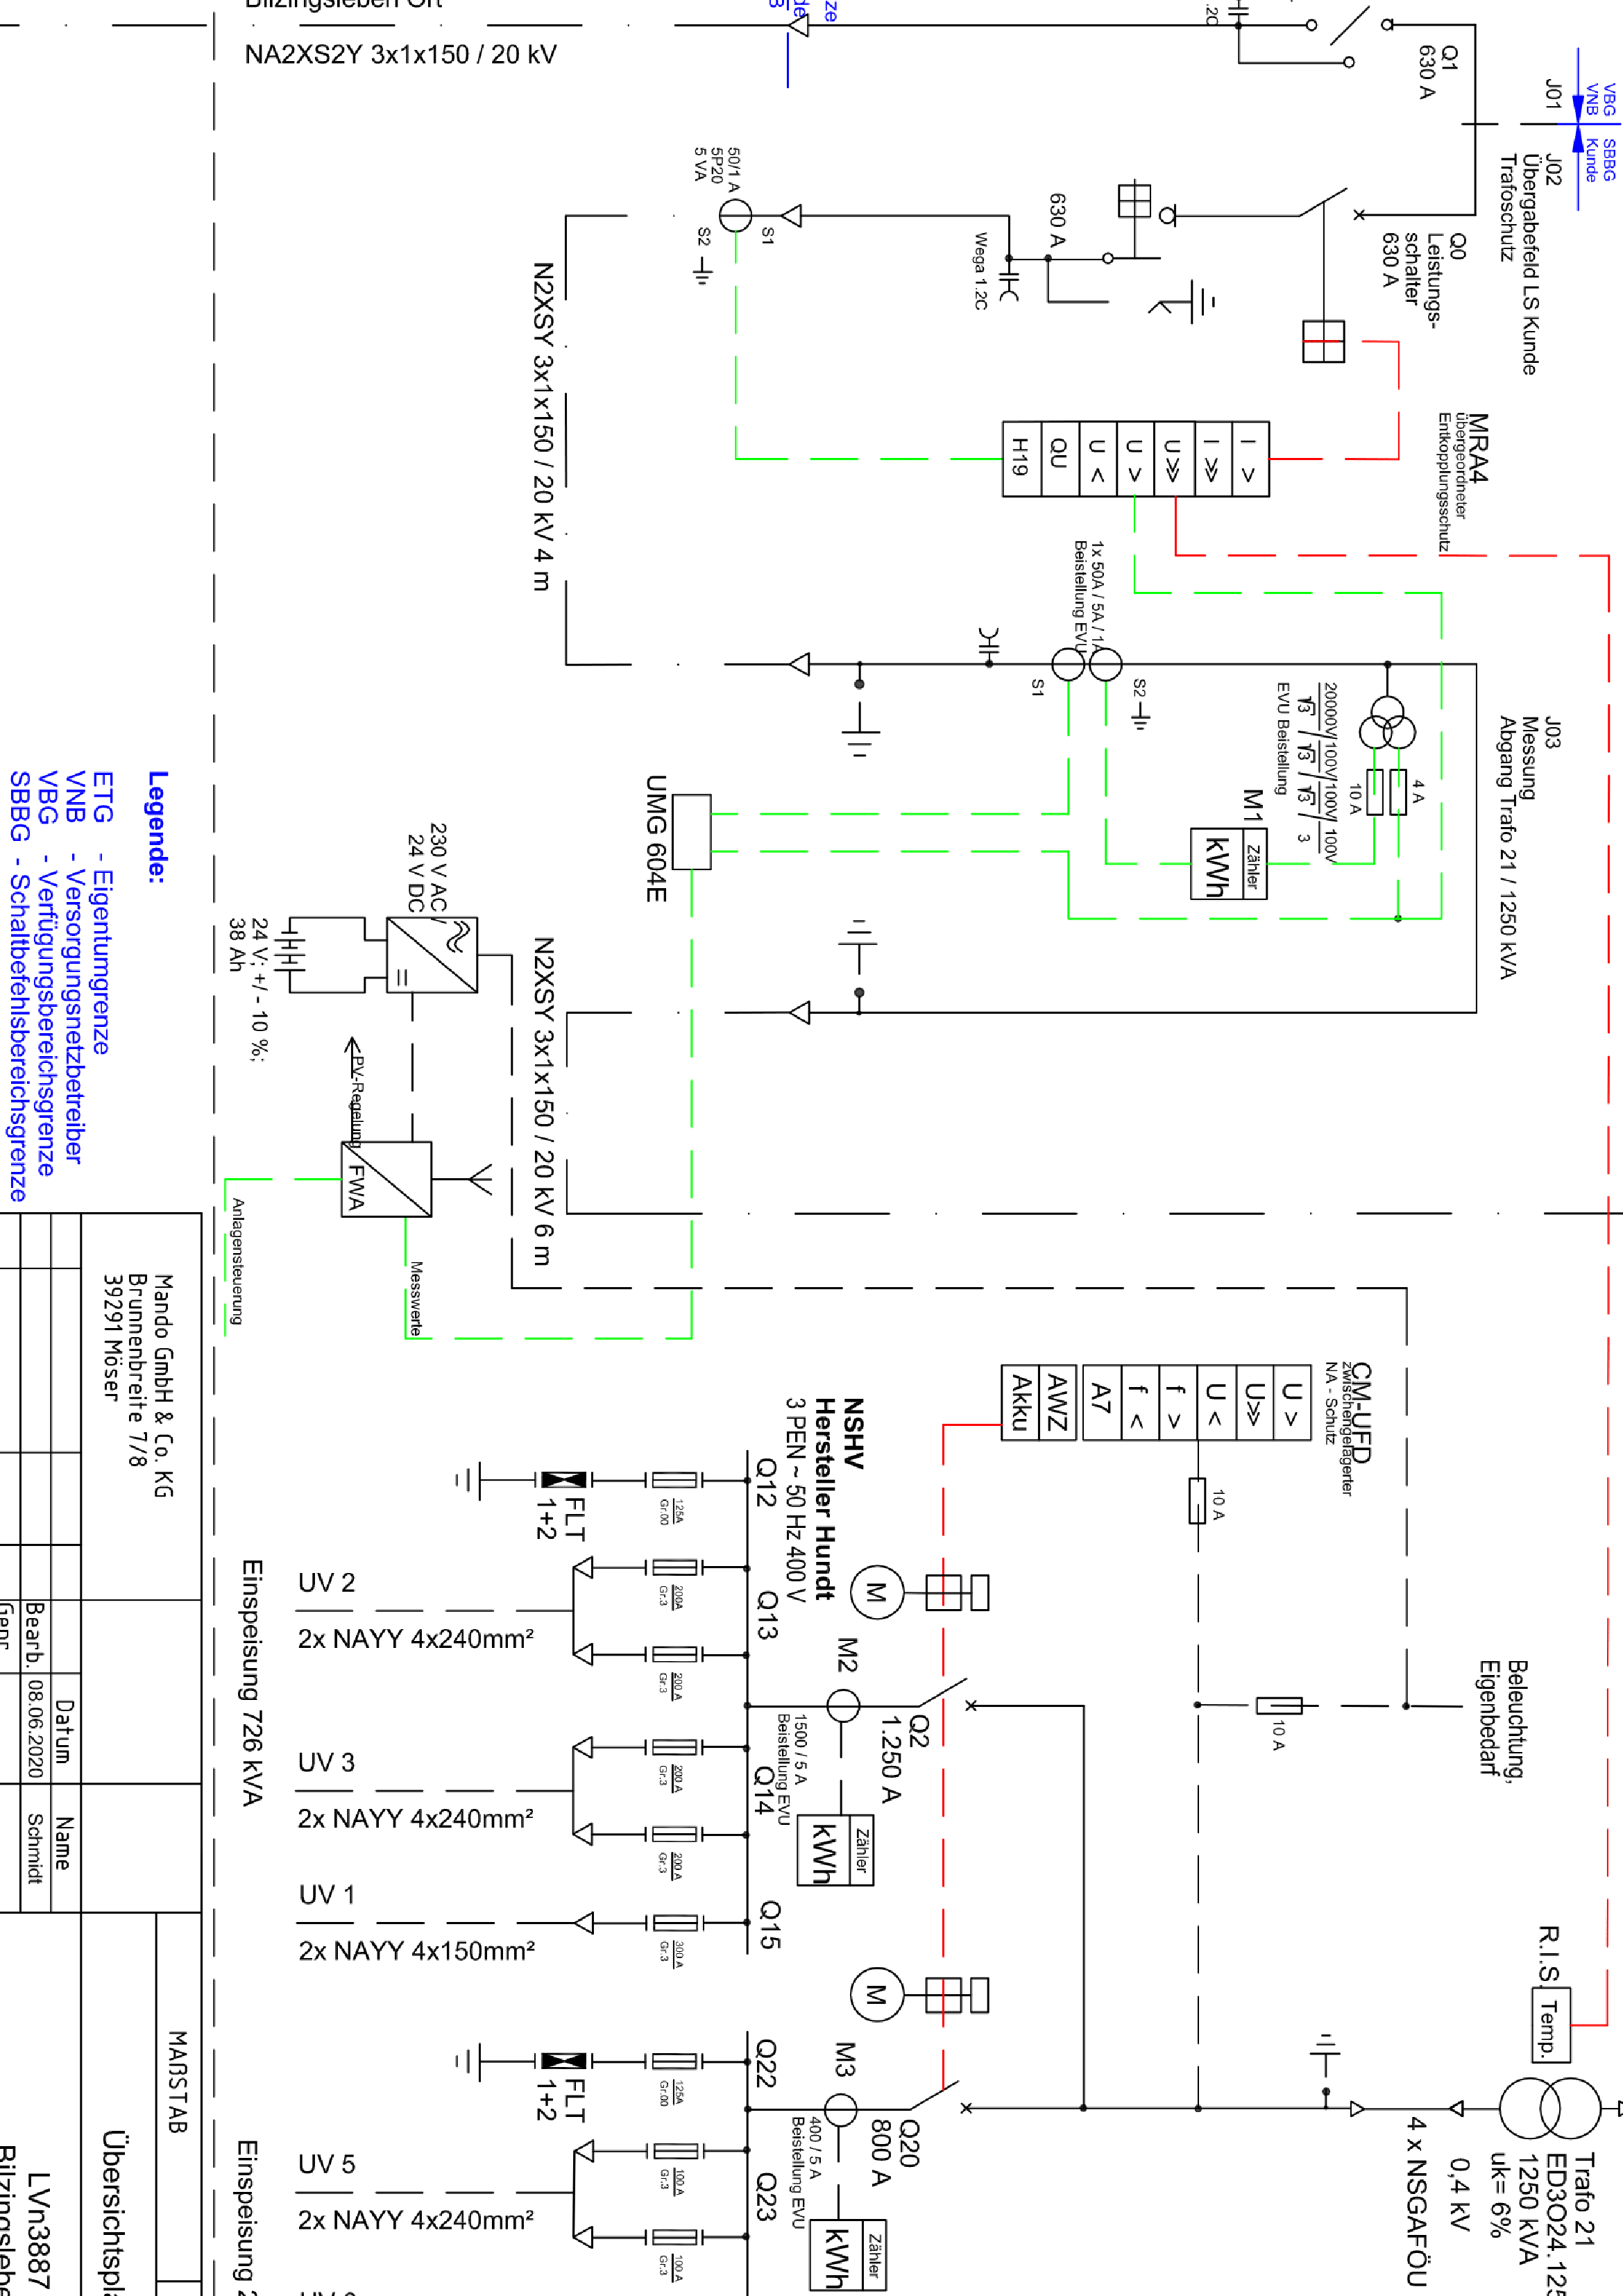 Bilzingsleben Ort
NA2XS2Y 3x1x150 / 20 kV
Q1
630 A
VBG
VNB
SBBG
Kunde
J01
J02
Übergabefeld LS Kunde
Trafoschutz
Q0
Leistungs-
schalter
630 A
630 A
Wega 1.2C
50/1 A
5P20
5 VA
S1
S2
N2XSY 3x1x150 / 20 kV 4 m
MRA4
übergeordneter
Entkopplungsschutz
I >
I >>
U >>
U >
U <
QU
H19
1x 50A / 5A / 1A
Beistellung EVU
S1
S2
J03
Messung
Abgang Trafo 21 / 1250 kVA
20000V/100V/100V/ 100V
√3 / √3 / √3 / 3
EVU Beistellung
4 A
10 A
M1
Zähler
kWh
UMG 604E
230 V AC /
24 V DC
24 V; +/ - 10 %;
38 Ah
N2XSY 3x1x150 / 20 kV 6 m
PV-Regelung
FWA
Messwerte
Anlagensteuerung
Legende:
ETG - Eigentumgrenze
VNB - Versorgungsnetzbetreiber
VBG - Verfügungsbereichsgrenze
SBBG - Schaltbefehlsbereichsgrenze
CM-UFD
zwischengelagerter
NA - Schutz
U >
U>>
U <
f >
f <
A7
AWZ
Akku
10 A
10 A
Beleuchtung,
Eigenbedarf
NSHV
Hersteller Hundt
3 PEN ~ 50 Hz 400 V
M
M2
1500 / 5 A
Beistellung EVU
Q2
1.250 A
Zähler
kWh
Q12
125A
Gr.00
FLT
1+2
Q13
200A
Gr.3
200 A
Gr.3
UV 2
2x NAYY 4x240mm²
Q14
200 A
Gr.3
200 A
Gr.3
UV 3
2x NAYY 4x240mm²
Q15
300 A
Gr.3
UV 1
2x NAYY 4x150mm²
Einspeisung 726 kVA
M
M3
400 / 5 A
Beistellung EVU
Q20
800 A
Zähler
kWh
Q22
125A
Gr.00
FLT
1+2
Q23
100 A
Gr.3
100 A
Gr.3
UV 5
2x NAYY 4x240mm²
Einspeisung
R.I.S.
Temp.
Trafo 21
ED3O24.125
1250 kVA
uk= 6%
0,4 kV
4 x NSGAFÖU
Mando GmbH & Co. KG
Brunnenbreite 7/8
39291 Möser
Datum
Name
Bearb.
08.06.2020
Schmidt
Gepr
MAßSTAB
Übersichtspla
LVn3887
Bilzingslebe